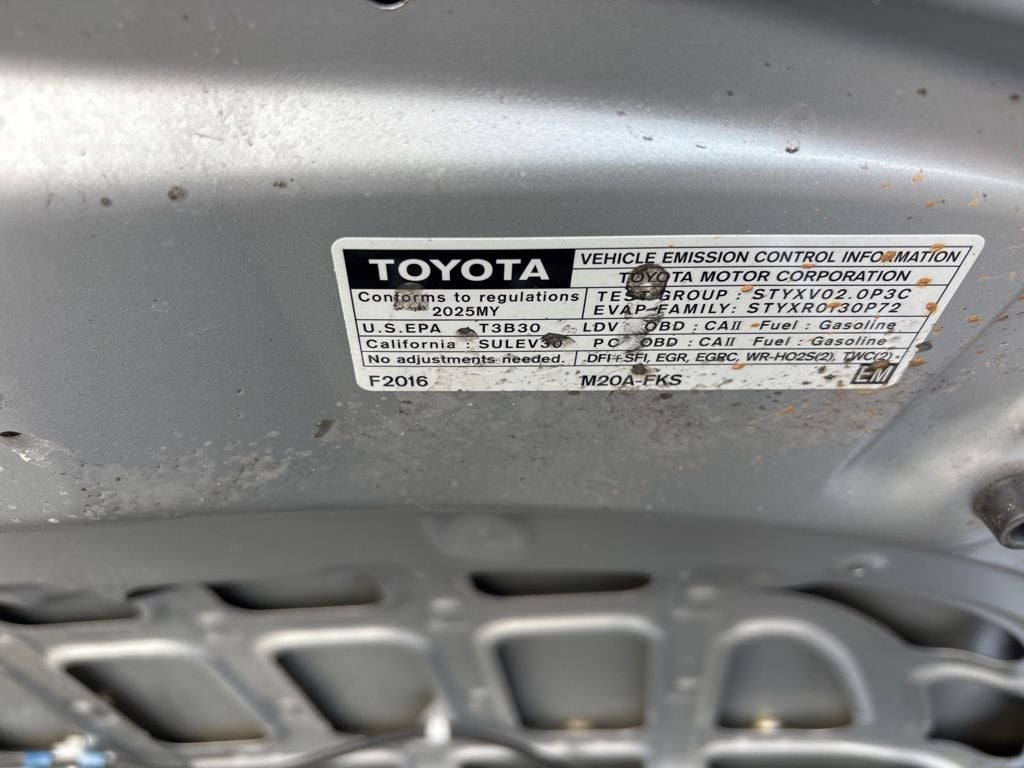 TOYOTA
VEHICLE EMISSION CONTROL INFORMATION
TOYOTA MOTOR CORPORATION
Conforms to regulations
2025MY
TEST GROUP : STYXV02.0P3C
EVAP FAMILY: STYXR0130P72
U.S.EPA : T3B30 LDV OBD : CAII Fuel : Gasoline
California : SULEV30 PC OBD : CAII Fuel : Gasoline
No adjustments needed. DFI+SFI, EGR, EGRC, WR-HO2S(2), TWC(2)
F2016 M20A-FKS EM